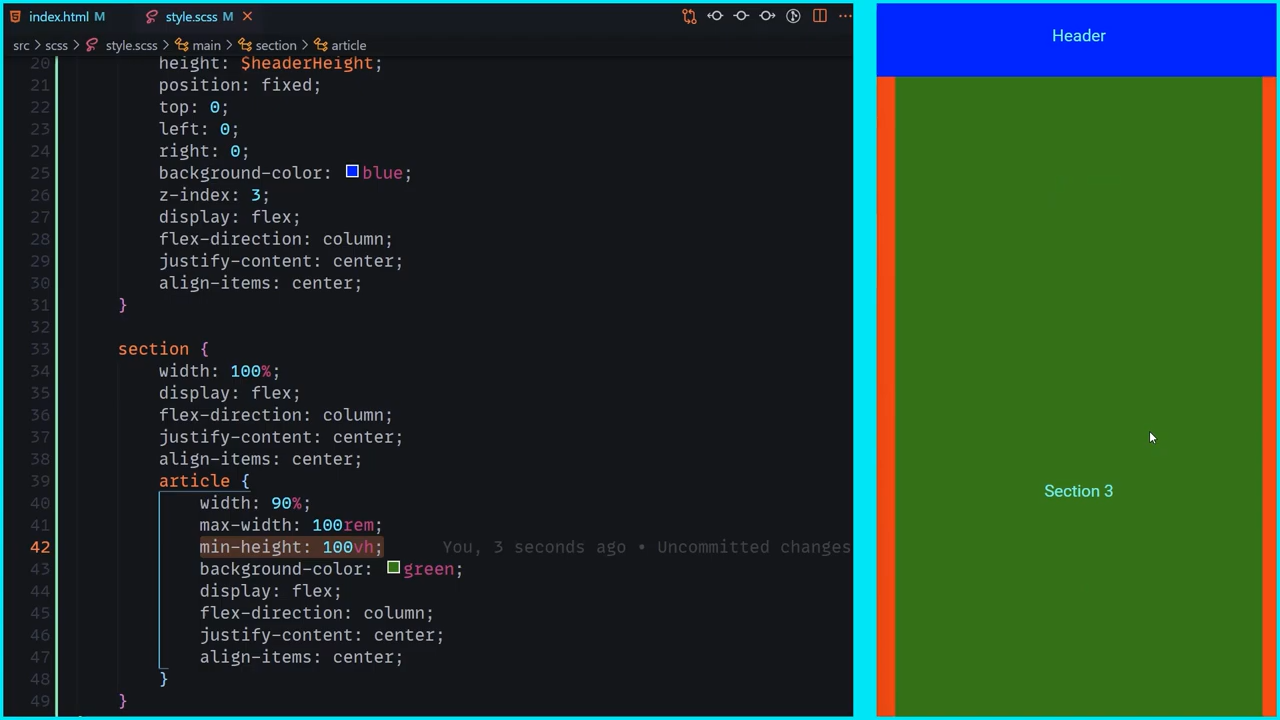 index.html M
style.scss M
src > scss > style.scss > main > section > article
20 height: $headerHeight;
21 position: fixed;
22 top: 0;
23 left: 0;
24 right: 0;
25 background-color: blue;
26 z-index: 3;
27 display: flex;
28 flex-direction: column;
29 justify-content: center;
30 align-items: center;
31 }
32
33 section {
34 width: 100%;
35 display: flex;
36 flex-direction: column;
37 justify-content: center;
38 align-items: center;
39 article {
40 width: 90%;
41 max-width: 100rem;
42 min-height: 100vh; You, 3 seconds ago • Uncommitted changes
43 background-color: green;
44 display: flex;
45 flex-direction: column;
46 justify-content: center;
47 align-items: center;
48 }
49 }
Header
Section 3